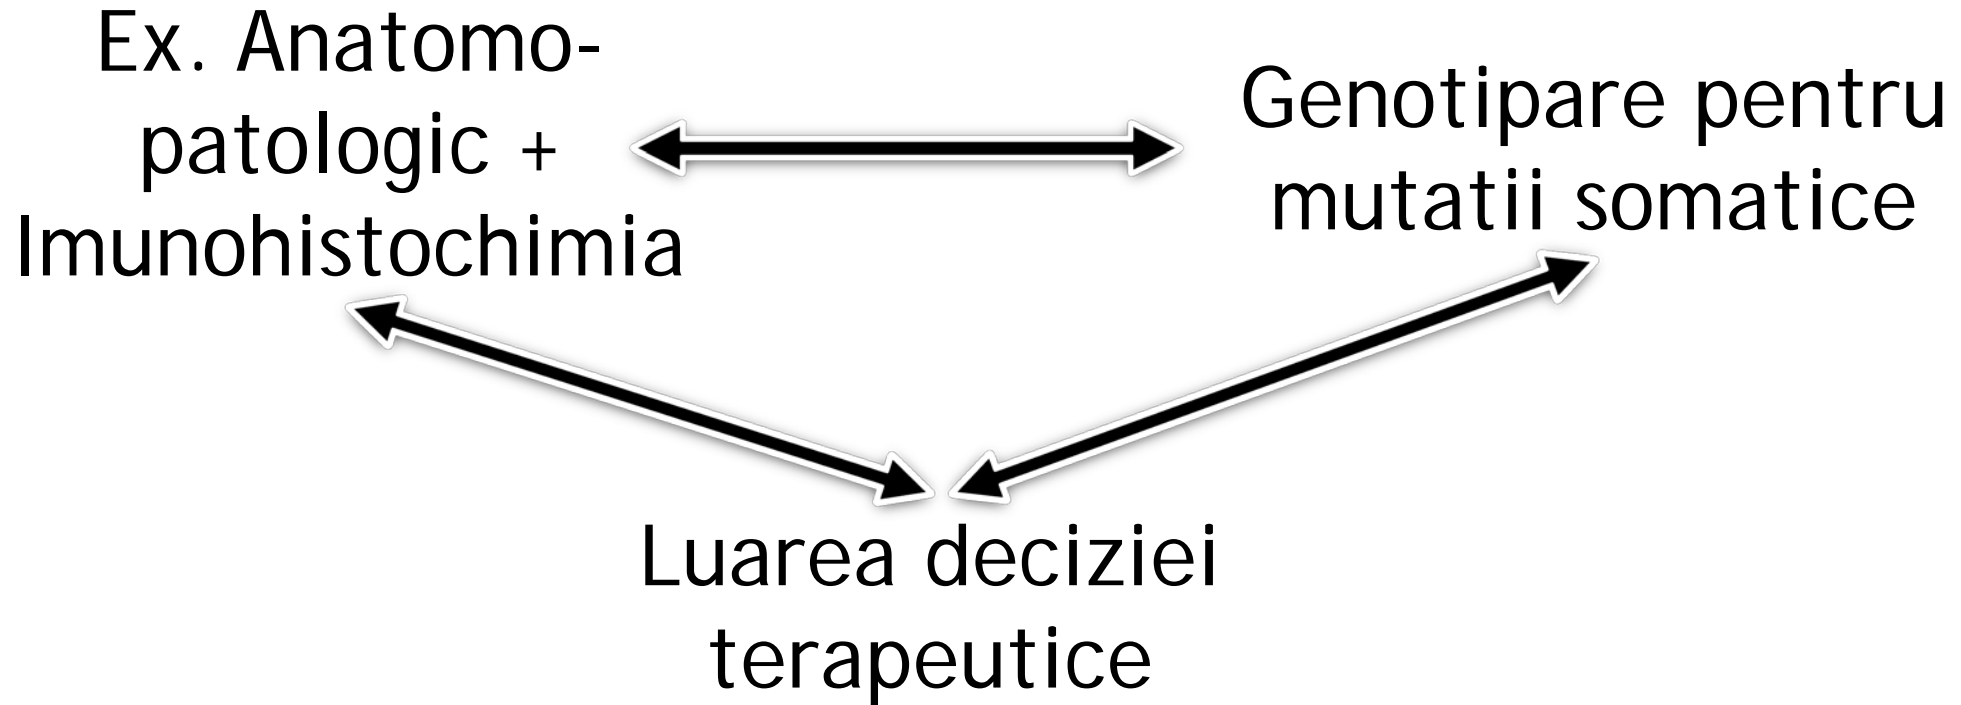 Ex. Anatomo-
patologic +
Imunohistochimia
Genotipare pentru
mutatii somatice
Luarea deciziei
terapeutice